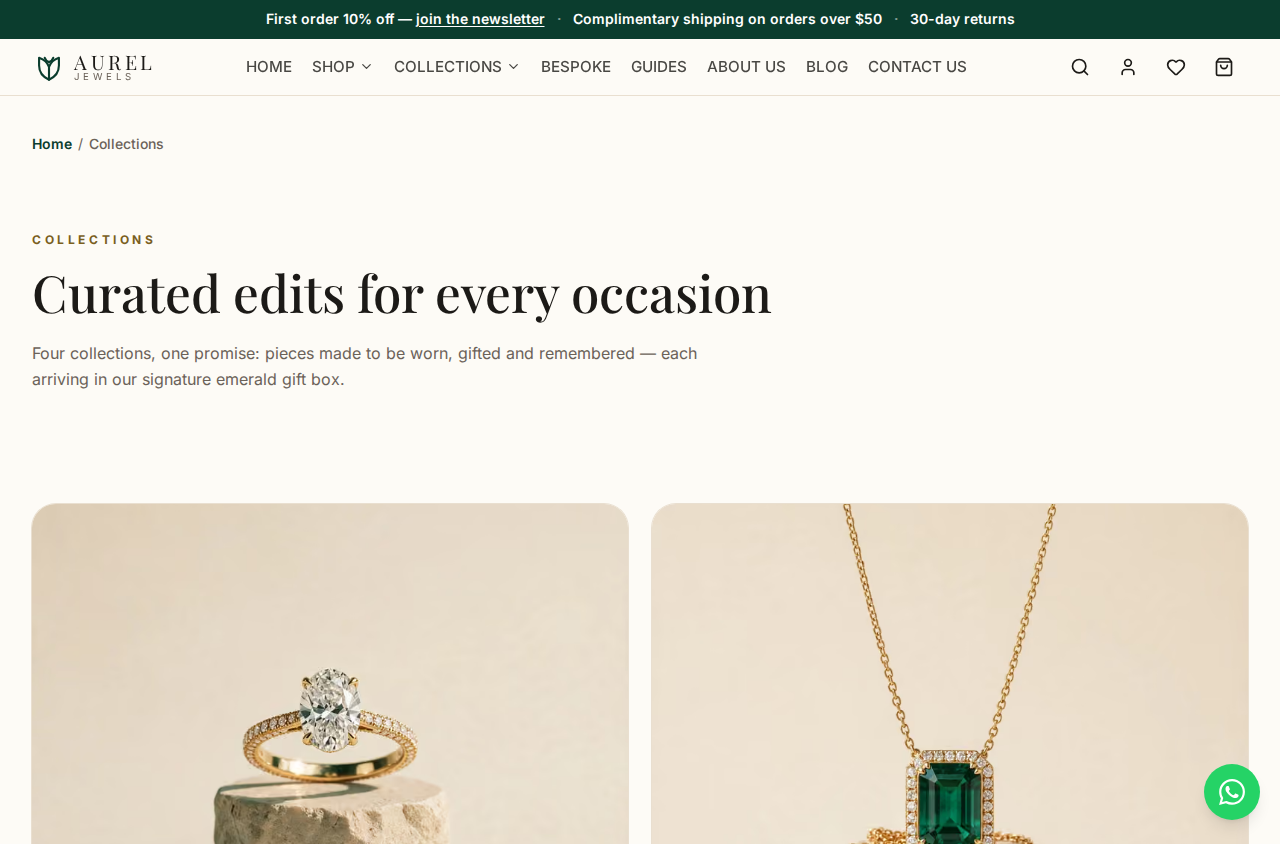 First order 10% off — join the newsletter · Complimentary shipping on orders over $50 · 30-day returns
AUREL
JEWELS
HOME SHOP COLLECTIONS BESPOKE GUIDES ABOUT US BLOG CONTACT US
Home / Collections
COLLECTIONS
Curated edits for every occasion
Four collections, one promise: pieces made to be worn, gifted and remembered — each
arriving in our signature emerald gift box.